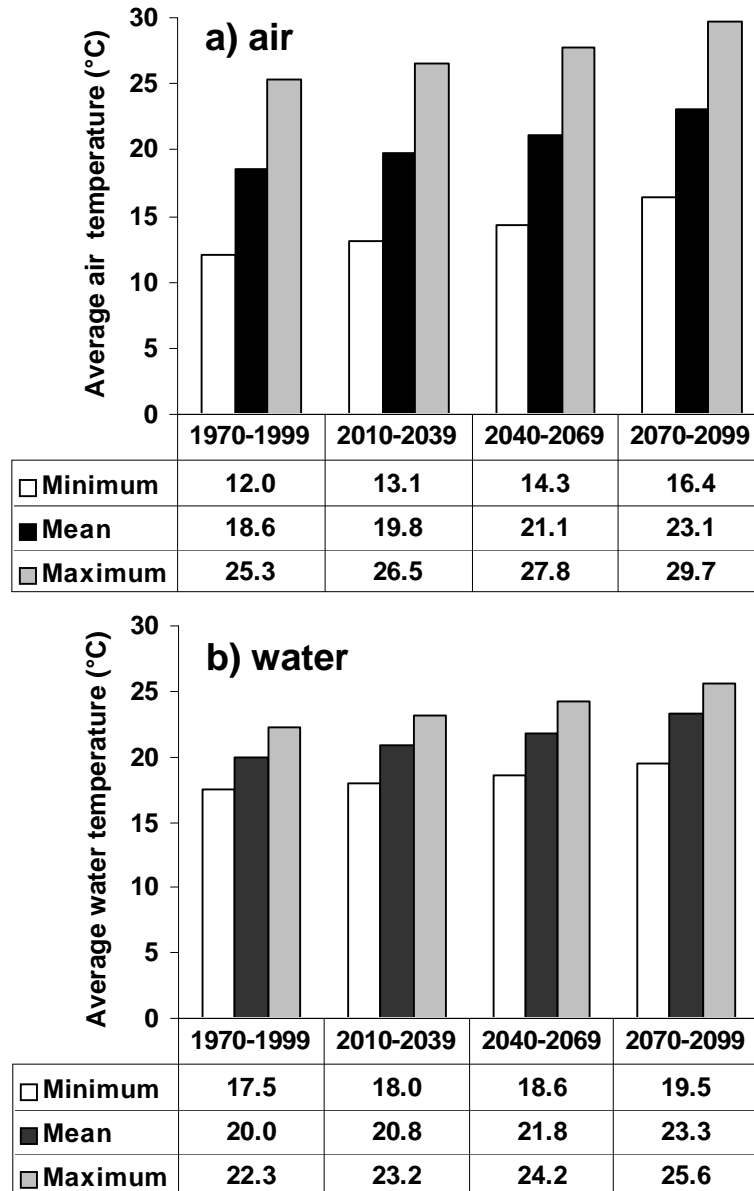 a) air
Average air temperature (°C)
30
25
20
15
10
5
0
1970-1999 2010-2039 2040-2069 2070-2099
Minimum 12.0 13.1 14.3 16.4
Mean 18.6 19.8 21.1 23.1
Maximum 25.3 26.5 27.8 29.7
b) water
Average water temperature (°C)
30
25
20
15
10
5
0
1970-1999 2010-2039 2040-2069 2070-2099
Minimum 17.5 18.0 18.6 19.5
Mean 20.0 20.8 21.8 23.3
Maximum 22.3 23.2 24.2 25.6